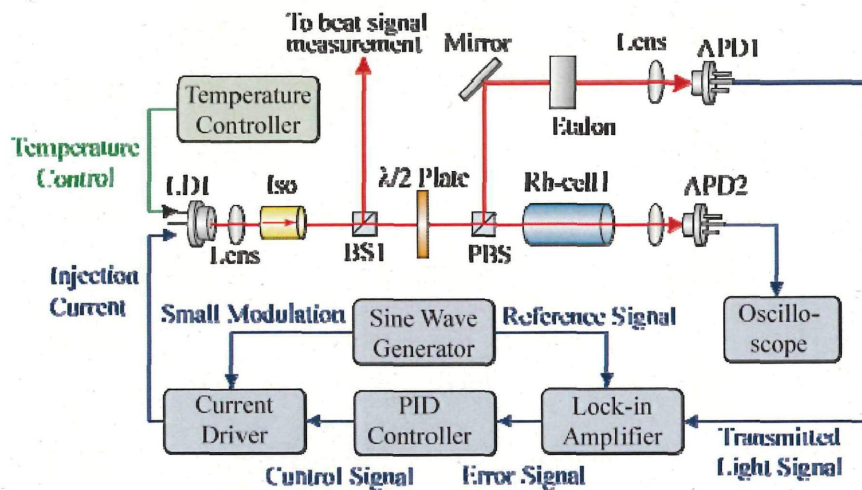 To beat signal
measurement
Mirror
Lens
APD1
Temperature
Controller
Etalon
Temperature
Control
LD1
Iso
λ/2 Plate
Rb-cell 1
APD2
Lens
BS1
PBS
Injection
Current
Small Modulation
Sine Wave
Generator
Reference Signal
Oscillo-
scope
Current
Driver
PID
Controller
Lock-in
Amplifier
Transmitted
Light Signal
Control Signal
Error Signal